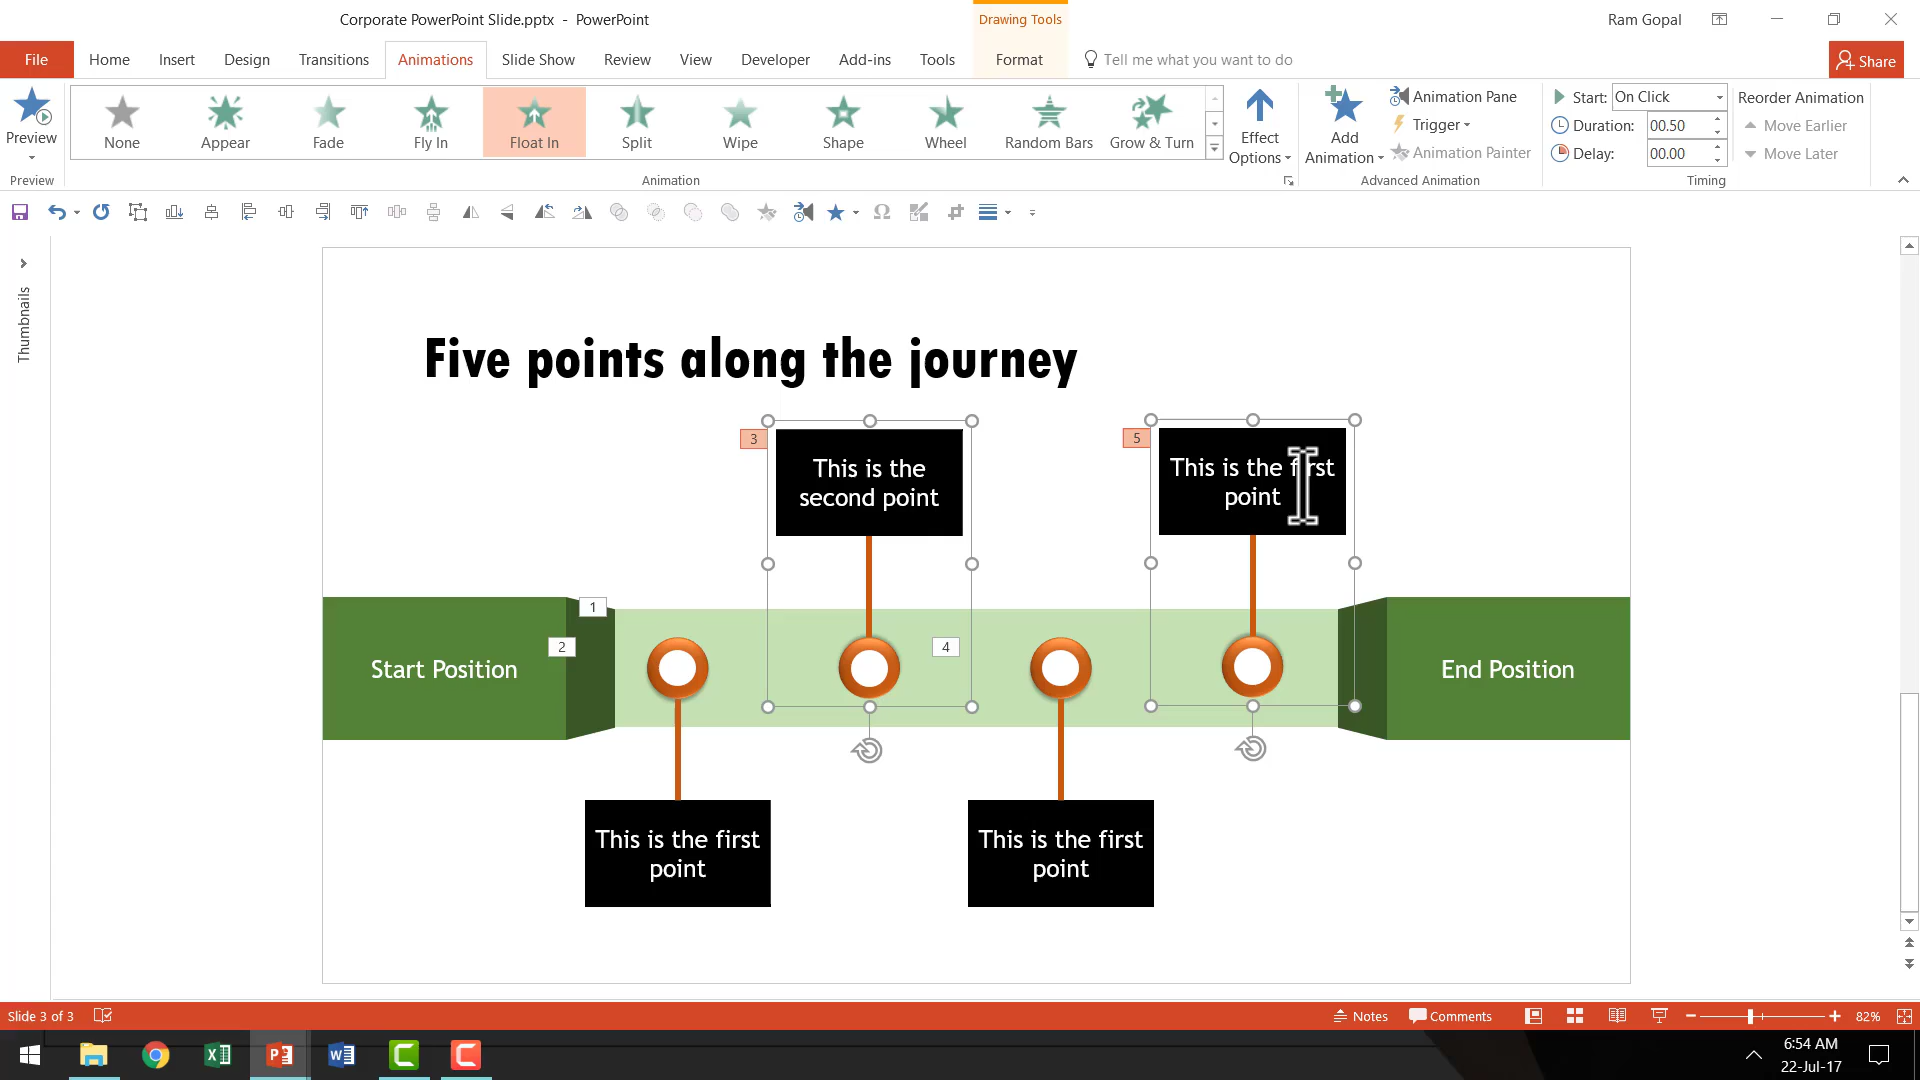 Corporate PowerPoint Slide.pptx - PowerPoint
Drawing Tools
Ram Gopal
File
Home
Insert
Design
Transitions
Animations
Slide Show
Review
View
Developer
Add-ins
Tools
Format
Tell me what you want to do
Share
Preview
None
Appear
Fade
Fly In
Float In
Split
Wipe
Shape
Wheel
Random Bars
Grow & Turn
Effect
Options
Add
Animation
Animation Pane
Trigger
Animation Painter
Start: On Click
Duration: 00.50
Delay: 00.00
Reorder Animation
Move Earlier
Move Later
Preview
Animation
Advanced Animation
Timing
Thumbnails
Five points along the journey
3
This is the
second point
5
This is the first
point
1
2
4
Start Position
End Position
This is the first
point
This is the first
point
Slide 3 of 3
Notes
Comments
82%
6:54 AM
22-Jul-17